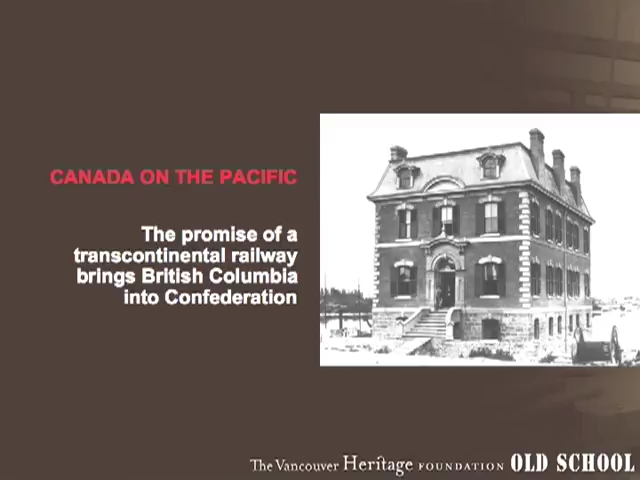 CANADA ON THE PACIFIC
The promise of a
transcontinental railway
brings British Columbia
into Confederation
The Vancouver Heritage FOUNDATION OLD SCHOOL